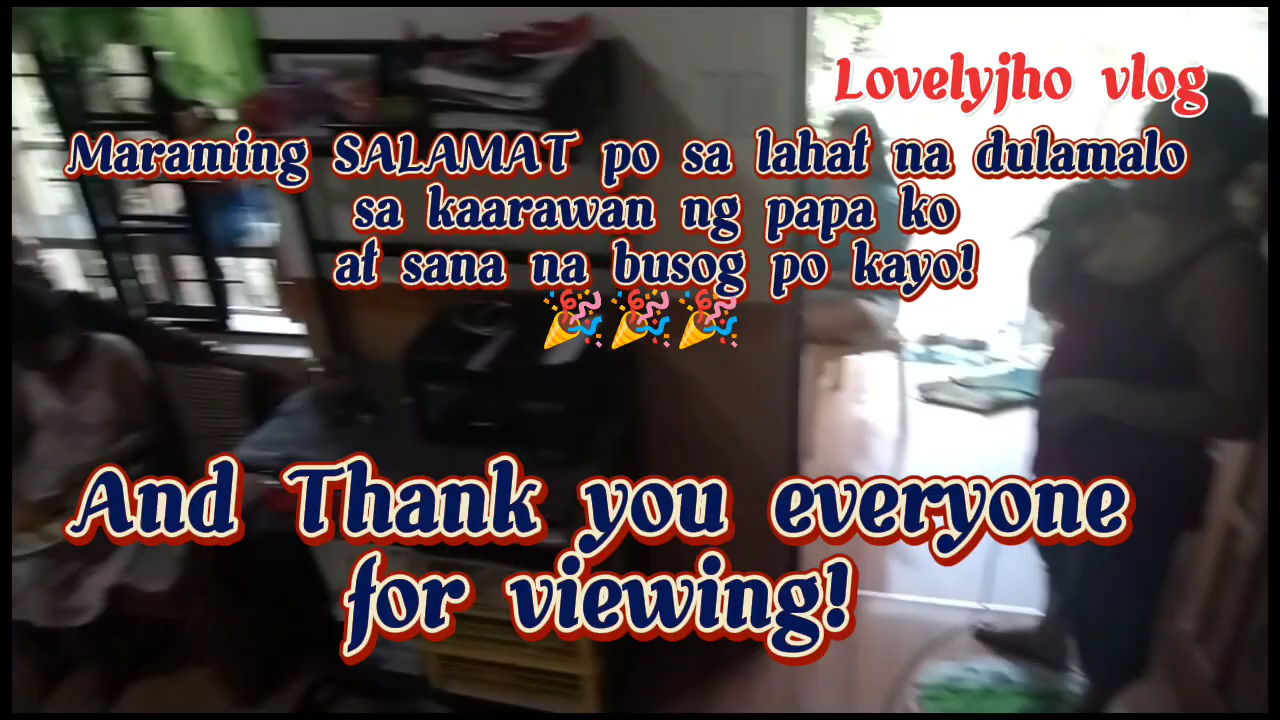 Lovelyjho vlog
Maraming SALAMAT po sa lahat na dulamalo
sa kaarawan ng papa ko
at sana na busog po kayo!
🎉🎉🎉
And Thank you everyone
for viewing!